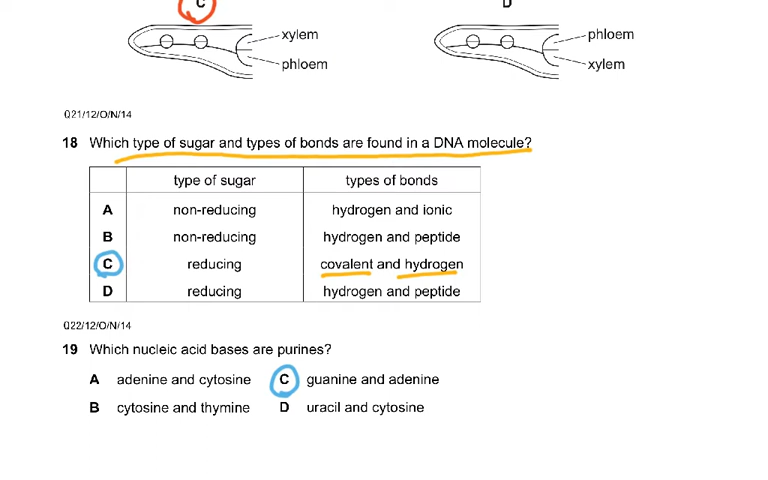 C D
xylem phloem
phloem xylem
Q21/12/O/N/14
18 Which type of sugar and types of bonds are found in a DNA molecule?
type of sugar types of bonds
A non-reducing hydrogen and ionic
B non-reducing hydrogen and peptide
C reducing covalent and hydrogen
D reducing hydrogen and peptide
Q22/12/O/N/14
19 Which nucleic acid bases are purines?
A adenine and cytosine C guanine and adenine
B cytosine and thymine D uracil and cytosine